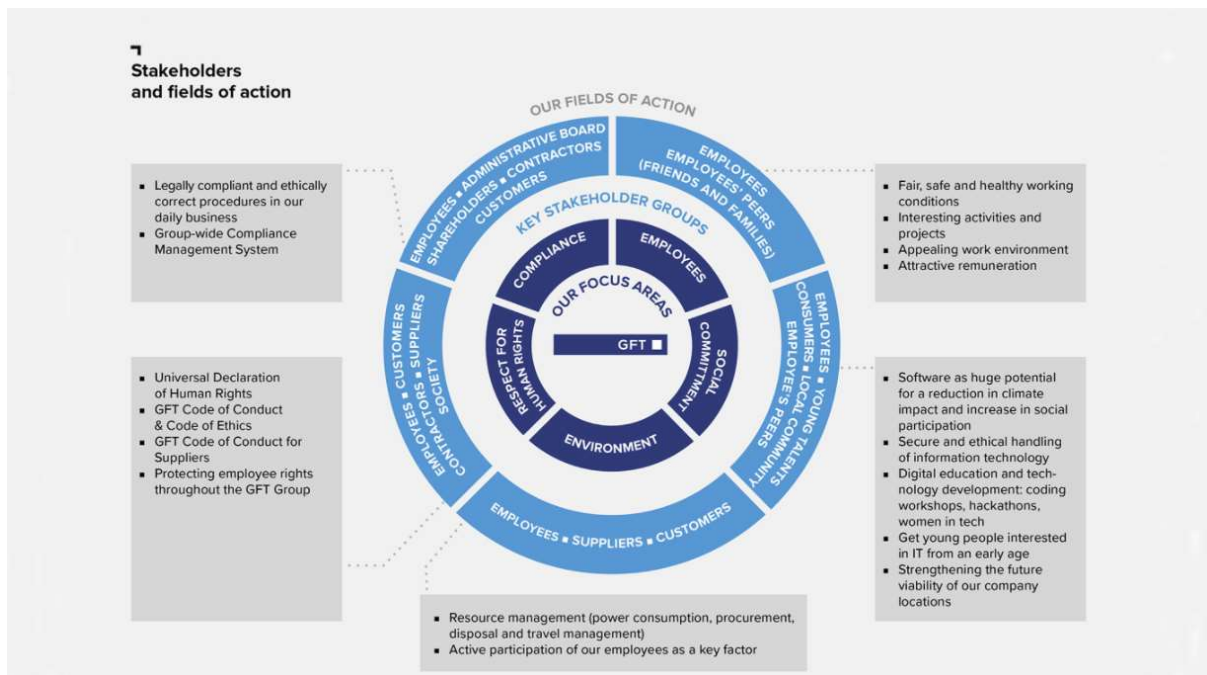 Stakeholders
and fields of action
OUR FIELDS OF ACTION
EMPLOYEES ▪ ADMINISTRATIVE BOARD
SHAREHOLDERS ▪ CONTRACTORS
CUSTOMERS
EMPLOYEES
EMPLOYEES' PEERS
(FRIENDS AND FAMILIES)
EMPLOYEES ▪ YOUNG TALENTS
CONSUMERS ▪ LOCAL COMMUNITY
EMPLOYEE'S PEERS
EMPLOYEES ▪ SUPPLIERS ▪ CUSTOMERS
EMPLOYEES ▪ CUSTOMERS
CONTRACTORS ▪ SUPPLIERS
SOCIETY
KEY STAKEHOLDER GROUPS
COMPLIANCE
EMPLOYEES
SOCIAL
COMMITTMENT
ENVIRONMENT
RESPECT FOR
HUMAN RIGHTS
OUR FOCUS AREAS
GFT
▪ Legally compliant and ethically
correct procedures in our
daily business
▪ Group-wide Compliance
Management System
▪ Fair, safe and healthy working
conditions
▪ Interesting activities and
projects
▪ Appealing work environment
▪ Attractive remuneration
▪ Universal Declaration
of Human Rights
▪ GFT Code of Conduct
& Code of Ethics
▪ GFT Code of Conduct for
Suppliers
▪ Protecting employee rights
throughout the GFT Group
▪ Software as huge potential
for a reduction in climate
impact and increase in social
participation
▪ Secure and ethical handling
of information technology
▪ Digital education and tech-
nology development: coding
workshops, hackathons,
women in tech
▪ Get young people interested
in IT from an early age
▪ Strengthening the future
viability of our company
locations
▪ Resource management (power consumption, procurement,
disposal and travel management)
▪ Active participation of our employees as a key factor